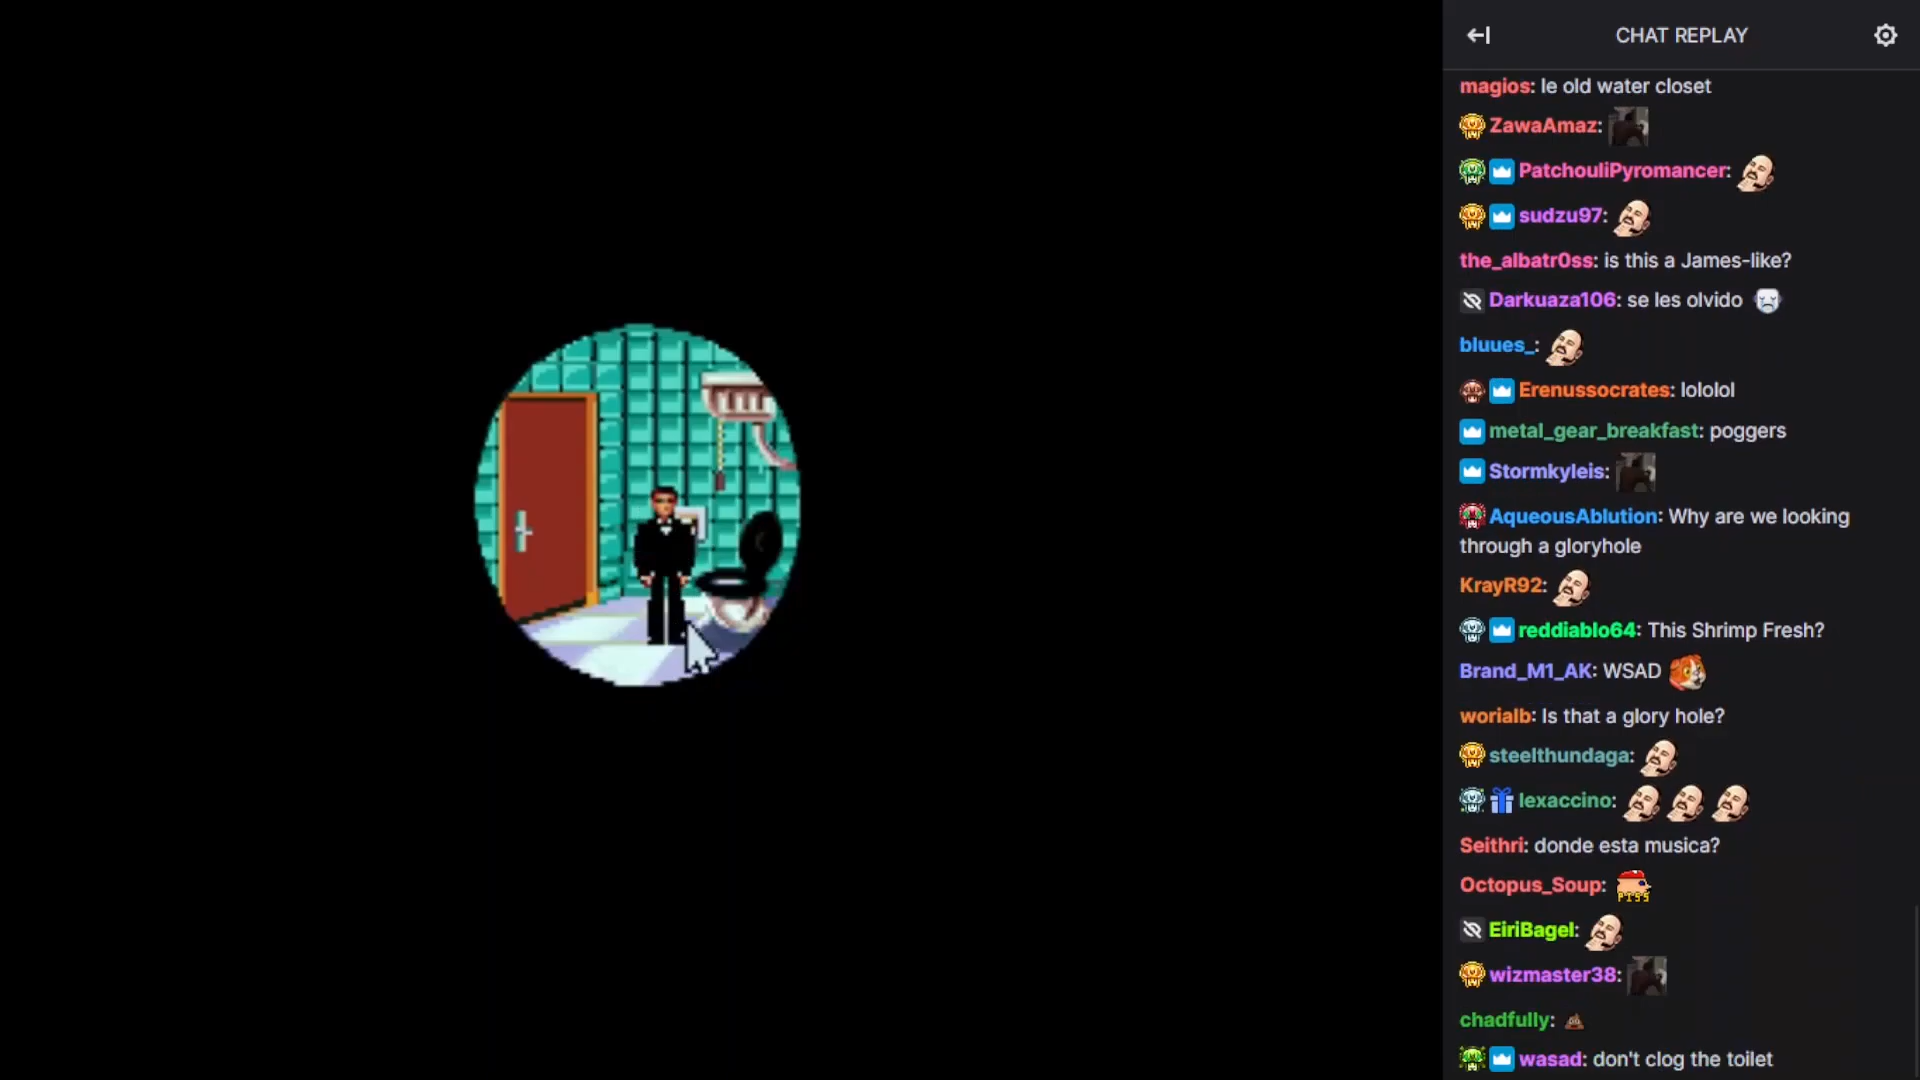 CHAT REPLAY
magios: le old water closet
ZawaAmaz:
PatchouliPyromancer:
sudzu97:
the_albatr0ss: is this a James-like?
Darkuaza106: se les olvido
bluues_:
Erenussocrates: lololol
metal_gear_breakfast: poggers
Stormkyleis:
AqueousAblution: Why are we looking
through a gloryhole
KrayR92:
reddiablo64: This Shrimp Fresh?
Brand_M1_AK: WSAD
worialb: Is that a glory hole?
steelthundaga:
lexaccino:
Seithri: donde esta musica?
Octopus_Soup: PISS
EiriBagel:
wizmaster38:
chadfully:
wasad: don't clog the toilet